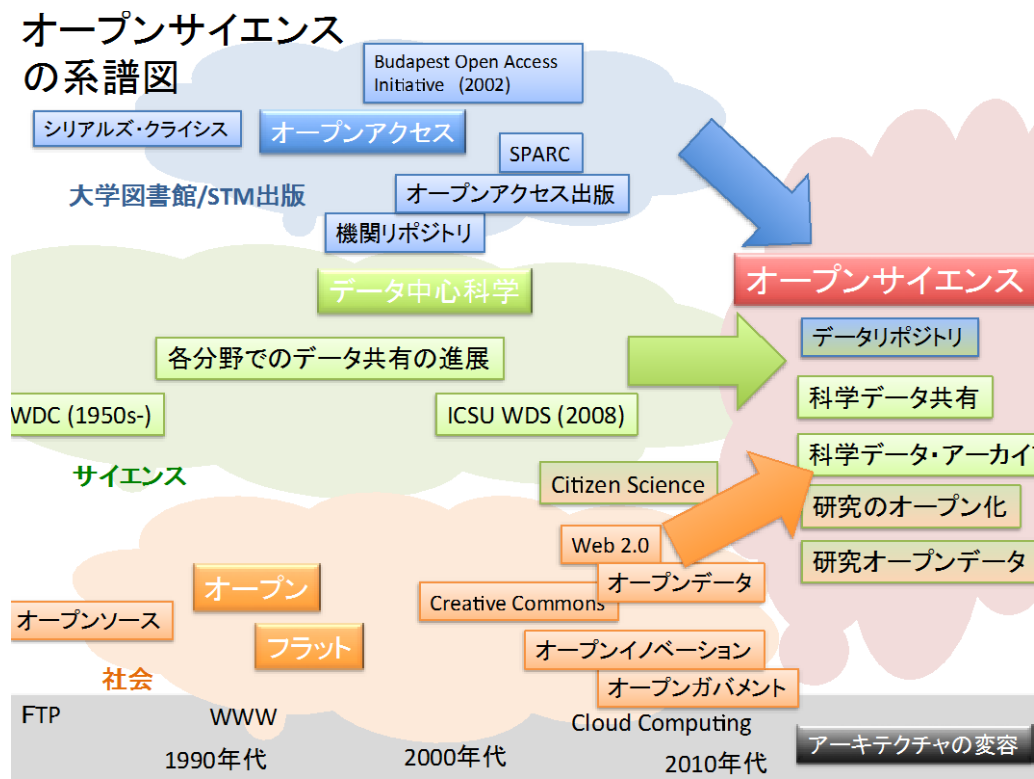 オープンサイエンス
の系譜図
Budapest Open Access
Initiative (2002)
シリアルズ・クライシス
オープンアクセス
SPARC
大学図書館/STM出版
オープンアクセス出版
機関リポジトリ
データ中心科学
オープンサイエンス
各分野でのデータ共有の進展
データリポジトリ
WDC (1950s-)
ICSU WDS (2008)
科学データ共有
サイエンス
科学データ・アーカイブ
Citizen Science
研究のオープン化
Web 2.0
研究オープンデータ
オープン
オープンデータ
オープンソース
Creative Commons
フラット
オープンイノベーション
社会
オープンガバメント
FTP
WWW
Cloud Computing
アーキテクチャの変容
1990年代
2000年代
2010年代